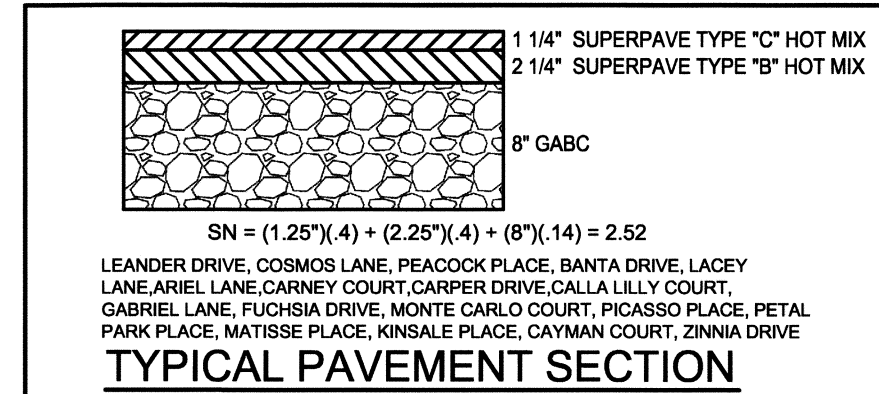 1 1/4" SUPERPAVE TYPE "C" HOT MIX
2 1/4" SUPERPAVE TYPE "B" HOT MIX
8" GABC
SN = (1.25")(.4) + (2.25")(.4) + (8")(.14) = 2.52
LEANDER DRIVE, COSMOS LANE, PEACOCK PLACE, BANTA DRIVE, LACEY
LANE,ARIEL LANE,CARNEY COURT,CARPER DRIVE,CALLA LILLY COURT,
GABRIEL LANE, FUCHSIA DRIVE, MONTE CARLO COURT, PICASSO PLACE, PETAL
PARK PLACE, MATISSE PLACE, KINSALE PLACE, CAYMAN COURT, ZINNIA DRIVE
TYPICAL PAVEMENT SECTION